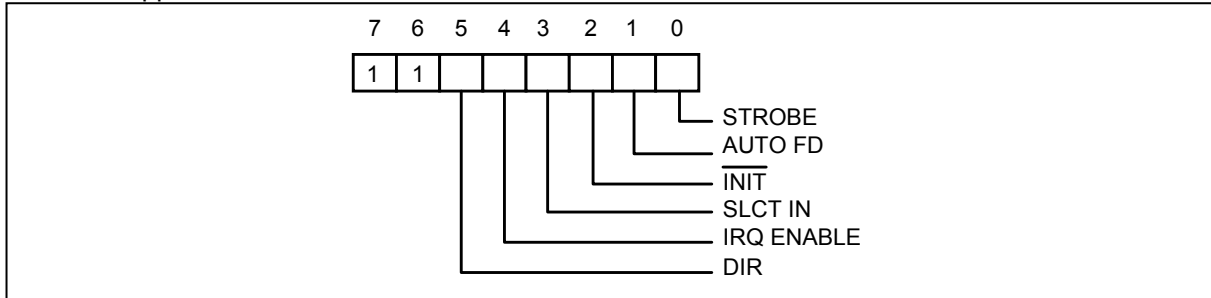 7 6 5 4 3 2 1 0
1 1
STROBE
AUTO FD
INIT
SLCT IN
IRQ ENABLE
DIR